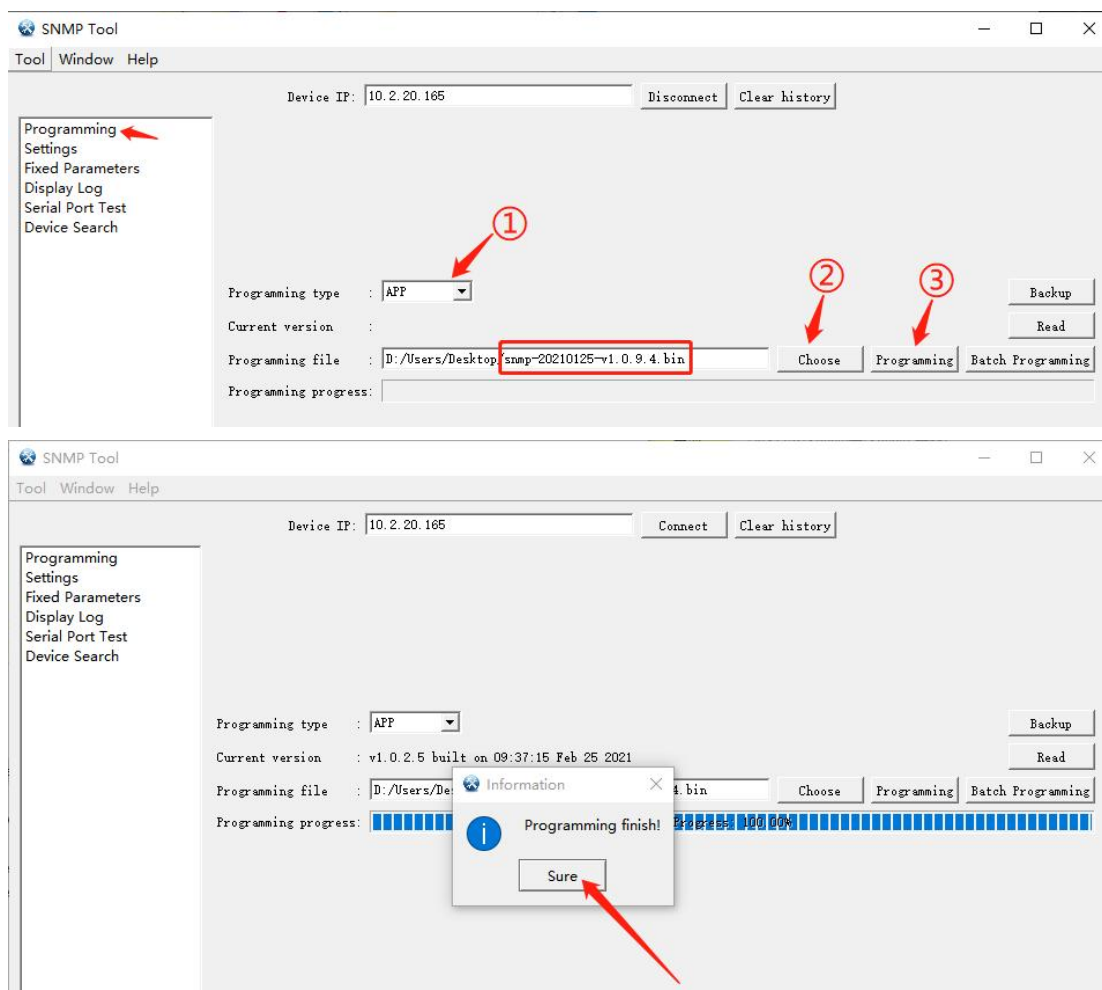 SNMP Tool
Tool Window Help
Device IP: 10.2.20.165 Disconnect Clear history
Programming
Settings
Fixed Parameters
Display Log
Serial Port Test
Device Search
①
②
③
Programming type : APP Backup
Current version : Read
Programming file : D:/Users/Desktop/snmp-20210125-v1.0.9.4.bin Choose Programming Batch Programming
Programming progress:
SNMP Tool
Tool Window Help
Device IP: 10.2.20.165 Connect Clear history
Programming
Settings
Fixed Parameters
Display Log
Serial Port Test
Device Search
Programming type : APP Backup
Current version : v1.0.2.5 built on 09:37:15 Feb 25 2021 Read
Programming file : D:/Users/De 4.bin Choose Programming Batch Programming
Programming progress: Progress: 100.00%
Information
Programming finish!
Sure